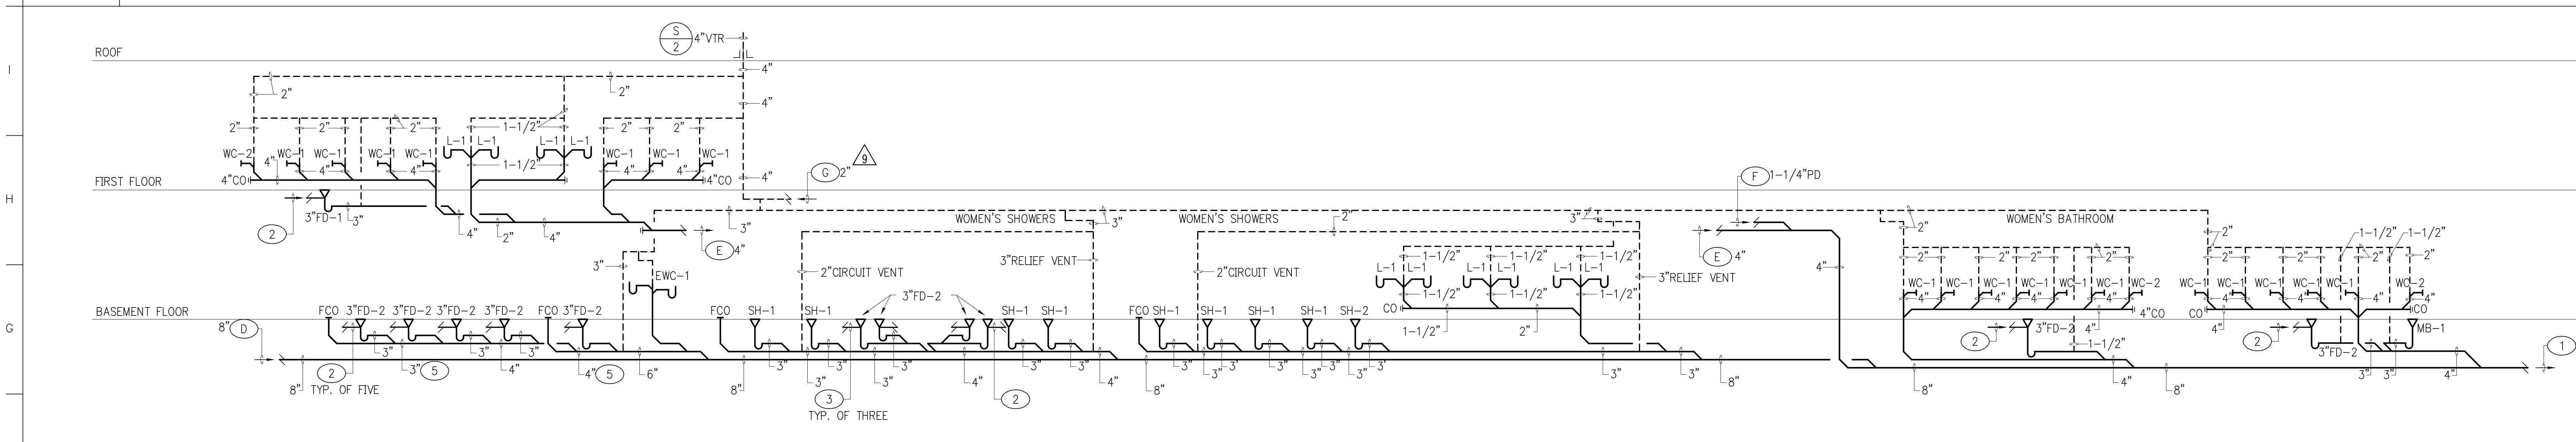 S
2
4"VTR
ROOF
I
4"
2"
2"
4"
2"
2"
2"
1-1/2"
2"
2"
L-1
L-1
L-1
L-1
WC-2
4"
WC-1
WC-1
WC-1
WC-1
1-1/2"
WC-1
WC-1
WC-1
9
G
2"
4"
4"
4"
4"
FIRST FLOOR
4"CO
4"CO
4"
F
1-1/4"PD
H
2
3"FD-1
3"
4"
2"
4"
E
4"
3"
WOMEN'S SHOWERS
3"
WOMEN'S SHOWERS
2"
3"
E
4"
2"
WOMEN'S BATHROOM
2"
3"
EWC-1
2"CIRCUIT VENT
3"RELIEF VENT
2"CIRCUIT VENT
1-1/2"
1-1/2"
1-1/2"
L-1
L-1
L-1
L-1
L-1
L-1
1-1/2"
1-1/2"
1-1/2"
3"RELIEF VENT
4"
2"
2"
2"
WC-1
WC-1
WC-1
WC-1
WC-1
WC-2
4"
4"
4"
2"
2"
2"
1-1/2"
1-1/2"
2"
WC-1
WC-1
WC-1
WC-1
WC-1
WC-2
4"
4"
4"
4"
BASEMENT FLOOR
G
8"
D
FCO
3"FD-2
3"FD-2
3"FD-2
3"FD-2
FCO
3"FD-2
FCO
SH-1
SH-1
3"FD-2
SH-1
SH-1
FCO
SH-1
SH-1
SH-1
SH-1
SH-2
CO
1-1/2"
2"
4"CO
4"
CO
4"
CO
2
3"FD-2
1-1/2"
2
3"FD-2
MB-1
1
3"
3"
3"
3"
3"
3"
3"
3"
3"
3"
3"
3"
3"
3"
8"
2
TYP. OF FIVE
3"
5
4"
4"
5
6"
8"
3"
3"
3
TYP. OF THREE
4"
2
4"
8"
3"
3"
3"
3"
3"
3"
8"
8"
4"
8"
3"
3"
4"